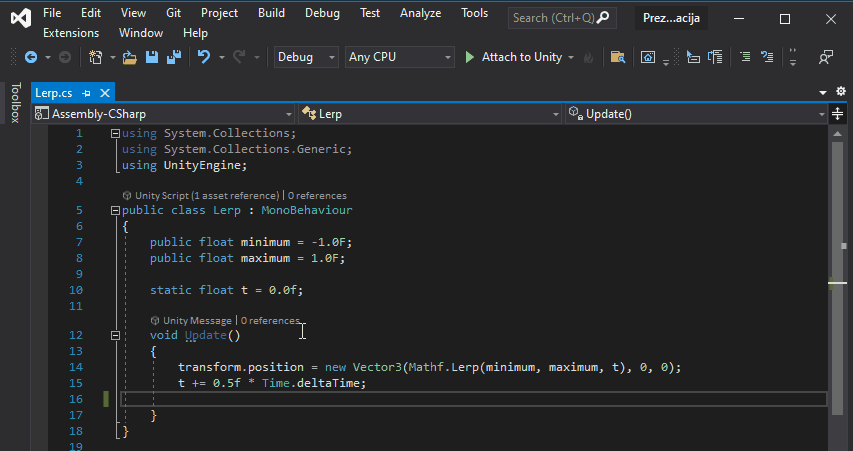 File Edit View Git Project Build Debug Test Analyze Tools Search (Ctrl+Q) Prez...acija
Extensions Window Help
Debug Any CPU Attach to Unity
Toolbox
Lerp.cs
Assembly-CSharp Lerp Update()
1 using System.Collections;
2 using System.Collections.Generic;
3 using UnityEngine;
4
Unity Script (1 asset reference) | 0 references
5 public class Lerp : MonoBehaviour
6 {
7 public float minimum = -1.0F;
8 public float maximum = 1.0F;
9
10 static float t = 0.0f;
11
Unity Message | 0 references
12 void Update()
13 {
14 transform.position = new Vector3(Mathf.Lerp(minimum, maximum, t), 0, 0);
15 t += 0.5f * Time.deltaTime;
16
17 }
18 }
19